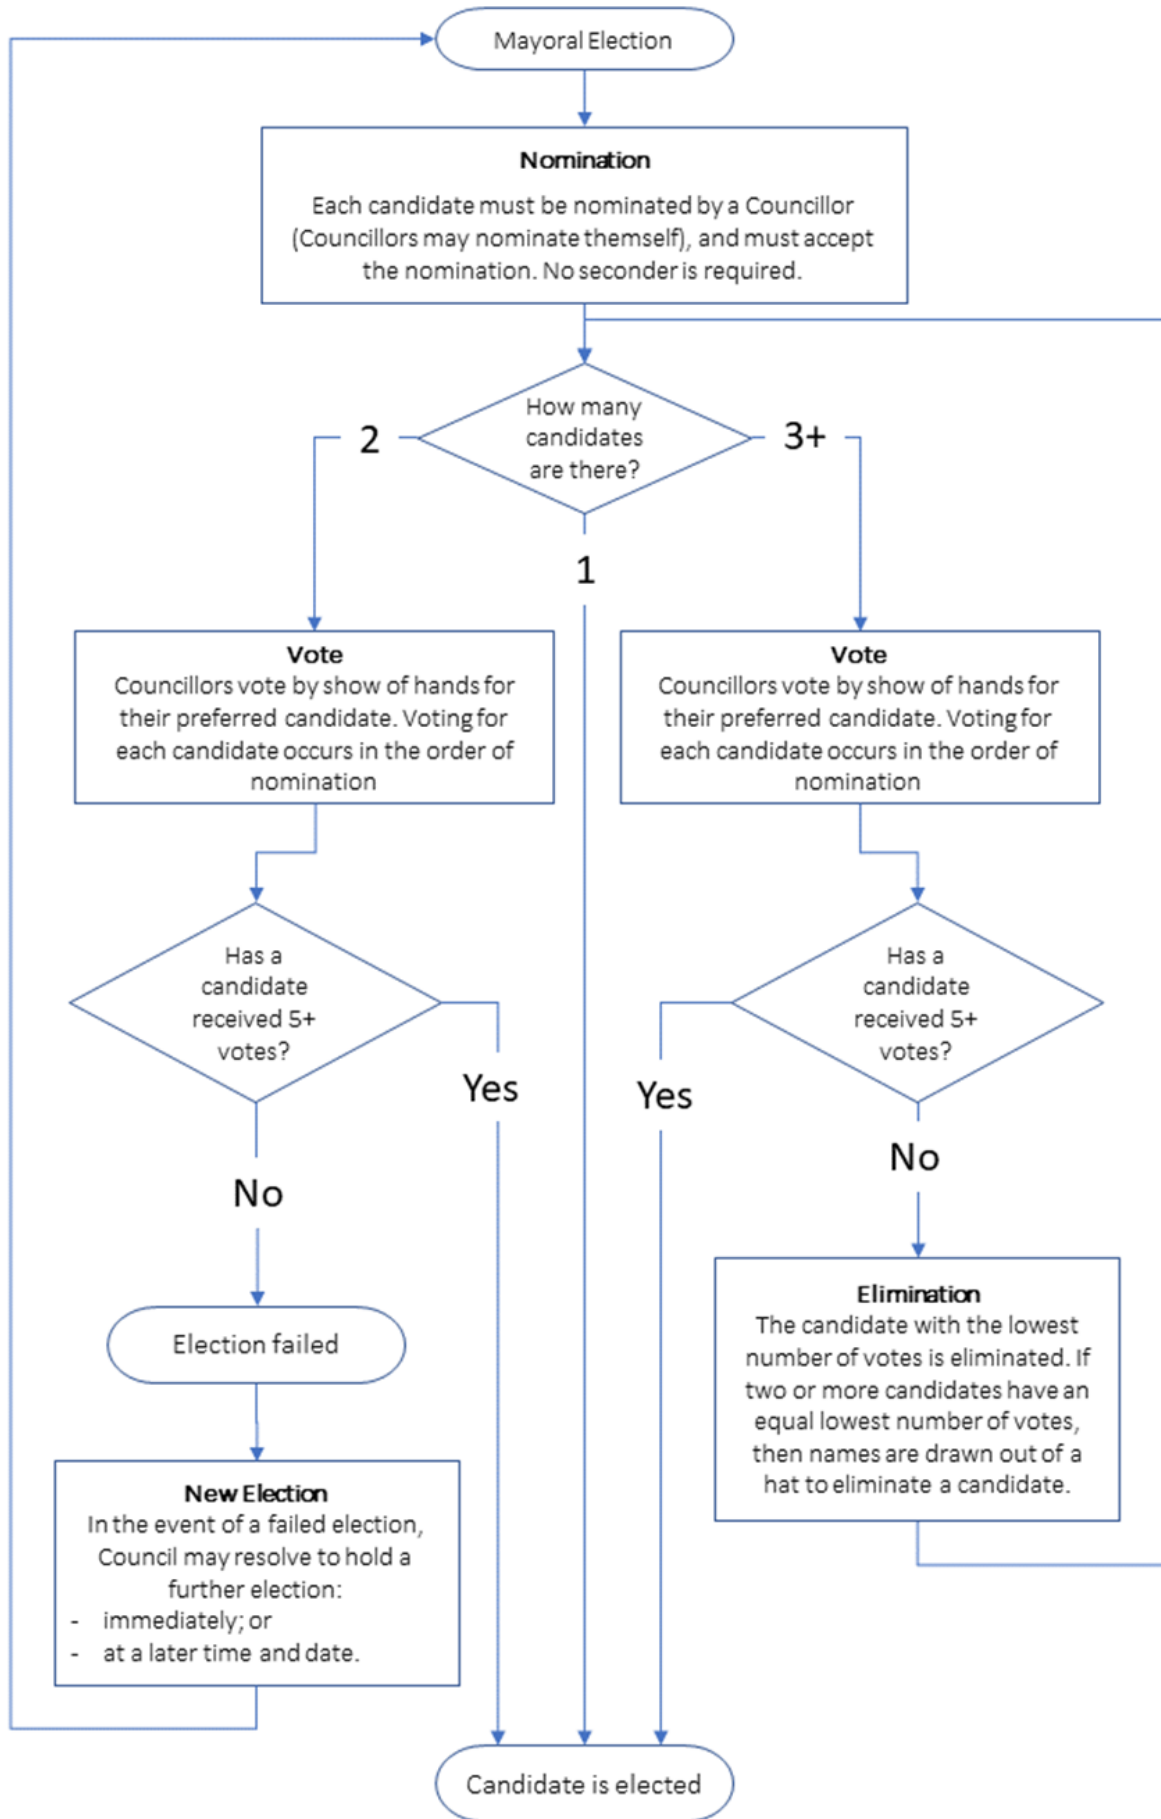 Mayoral Election
Nomination
Each candidate must be nominated by a Councillor
(Councillors may nominate themself), and must accept
the nomination. No seconder is required.
How many
candidates
are there?
2
3+
1
Vote
Councillors vote by show of hands for
their preferred candidate. Voting for
each candidate occurs in the order of
nomination
Vote
Councillors vote by show of hands for
their preferred candidate. Voting for
each candidate occurs in the order of
nomination
Has a
candidate
received 5+
votes?
Yes
No
Has a
candidate
received 5+
votes?
Yes
No
Election failed
New Election
In the event of a failed election,
Council may resolve to hold a
further election:
- immediately; or
- at a later time and date.
Elimination
The candidate with the lowest
number of votes is eliminated. If
two or more candidates have an
equal lowest number of votes,
then names are drawn out of a
hat to eliminate a candidate.
Candidate is elected